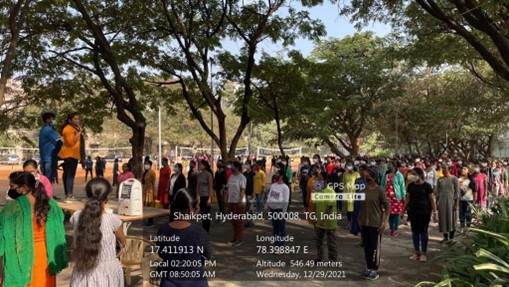 GPS Map
Camera Lite
Shaikpet, Hyderabad, 500008, TG, India
Latitude
17.411913 N
Local 02:20:05 PM
GMT 08:50:05 AM
Longitude
78.398847 E
Altitude 546.49 meters
Wednesday, 12/29/2021